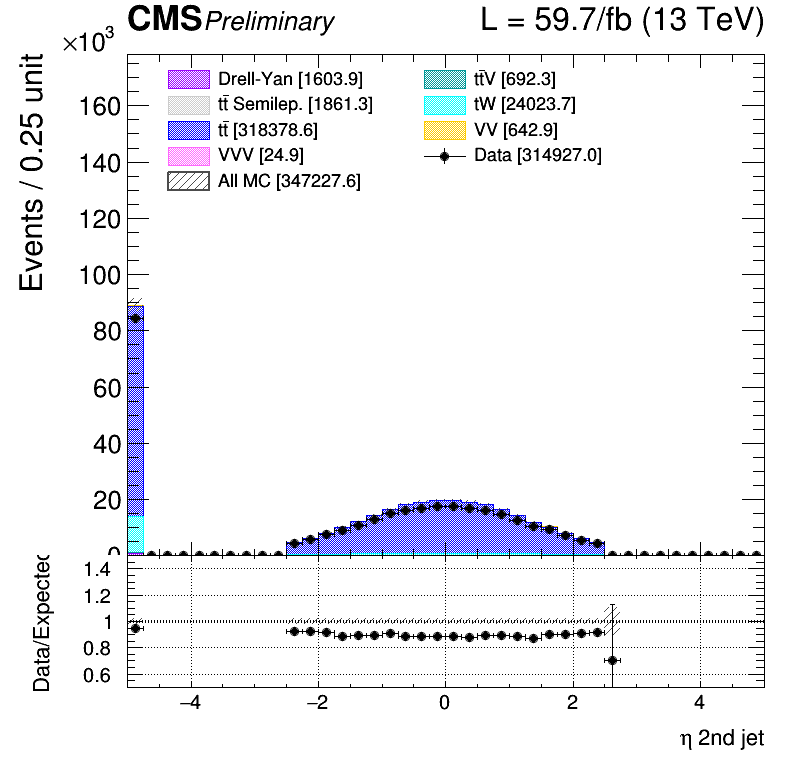 CMS Preliminary L = 59.7/fb (13 TeV)
×10³
Events / 0.25 unit
160
140
120
100
80
60
40
20
0
Drell-Yan [1603.9]
tt̄ Semilep. [1861.3]
tt̄ [318378.6]
VVV [24.9]
All MC [347227.6]
tt̄V [692.3]
tW [24023.7]
VV [642.9]
Data [314927.0]
Data/Expected
1.4
1.2
1
0.8
0.6
−4 −2 0 2 4
η 2nd jet